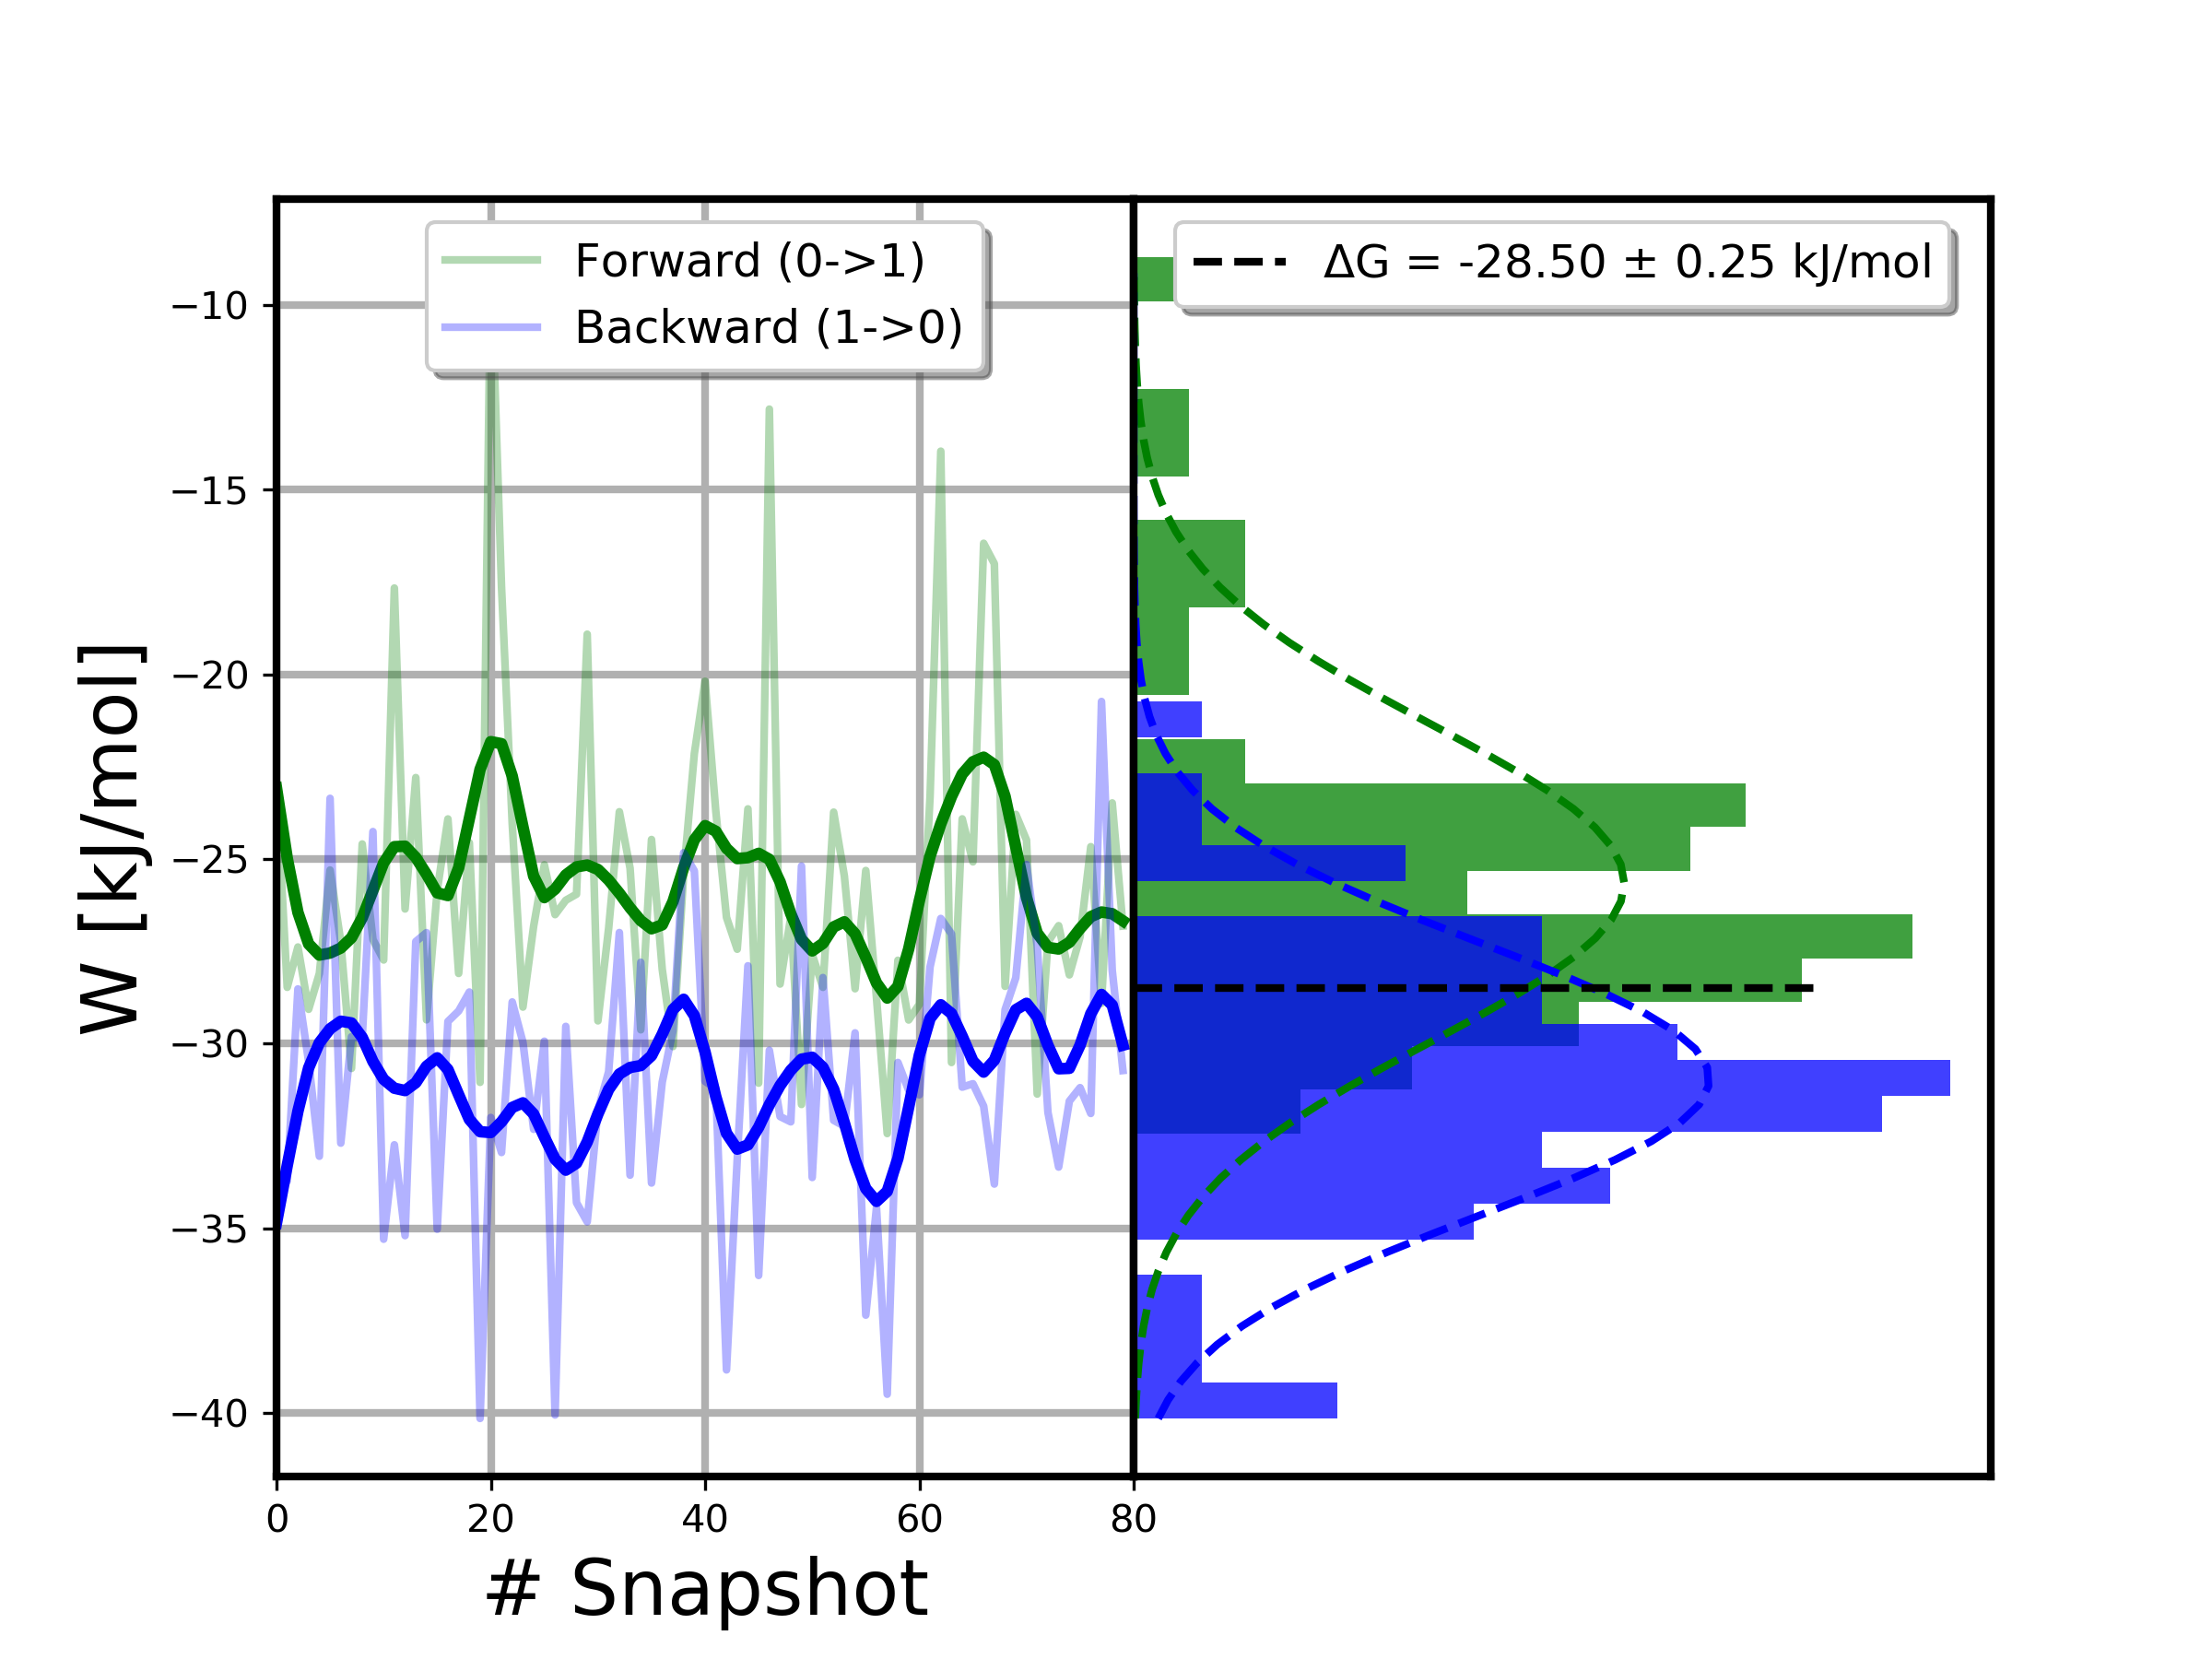 Forward (0->1)
Backward (1->0)
ΔG = -28.50 ± 0.25 kJ/mol
W [kJ/mol]
−10
−15
−20
−25
−30
−35
−40
0 20 40 60 80
# Snapshot